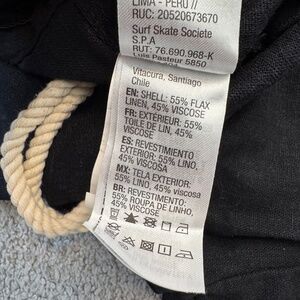 LIMA - PERU //
RUC: 20520673670
Surf Skate Societe
S.P.A
RUT: 76.690.968-K
Luis Pasteur 5850
Vitacura, Santiago
Chile
EN: SHELL: 55% FLAX
LINEN, 45% VISCOSE
FR: EXTÉRIEUR: 55%
TOILE DE LIN, 45%
VISCOSE
ES: REVESTIMIENTO
EXTERIOR: 55% LINO,
45% VISCOSE
MX: TELA EXTERIOR:
55% LINO, 45% viscosa
BR: REVESTIMENTO:
55% ROUPA DE LINHO,
45% VISCOSE